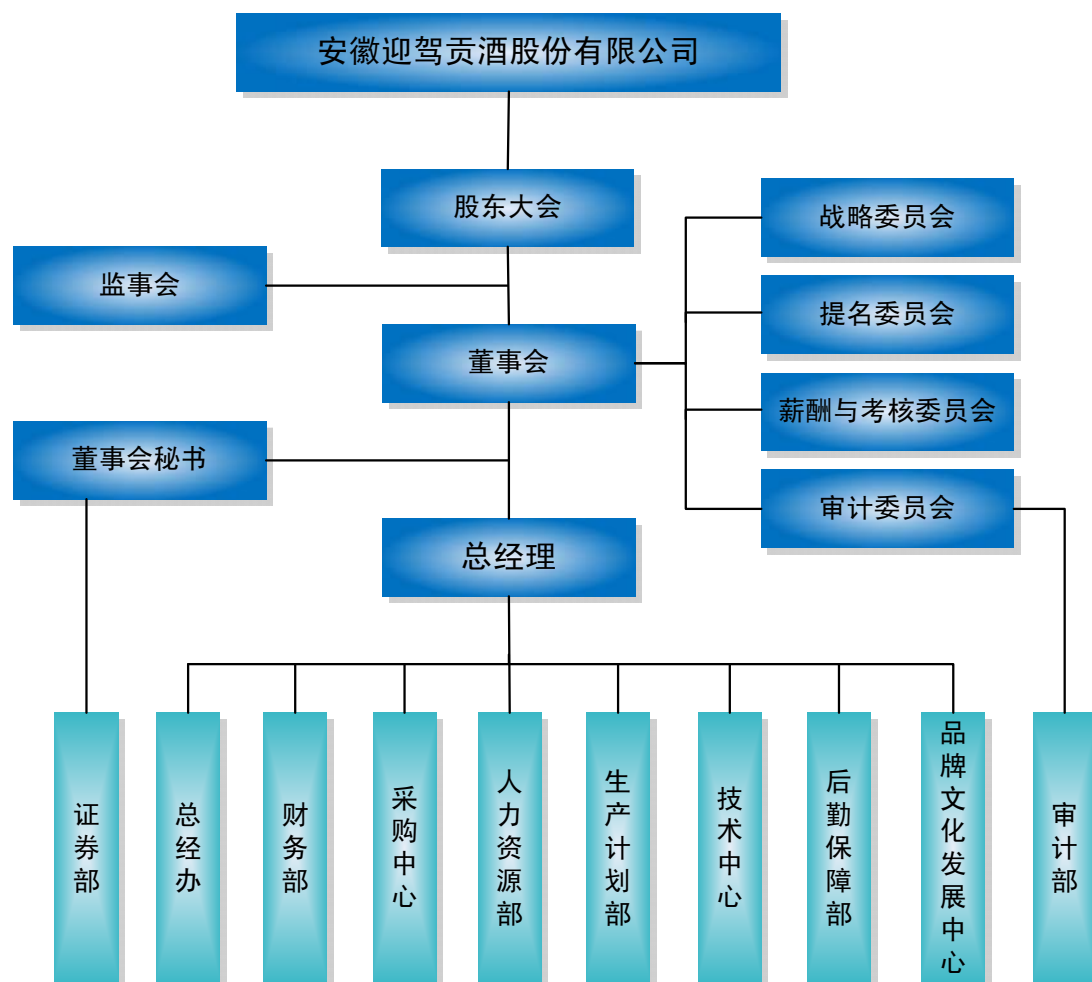 安徽迎驾贡酒股份有限公司
股东大会
战略委员会
监事会
提名委员会
董事会
薪酬与考核委员会
董事会秘书
审计委员会
总经理
证券部
总经办
财务部
采购中心
人力资源部
生产计划部
技术中心
后勤保障部
品牌文化发展中心
审计部